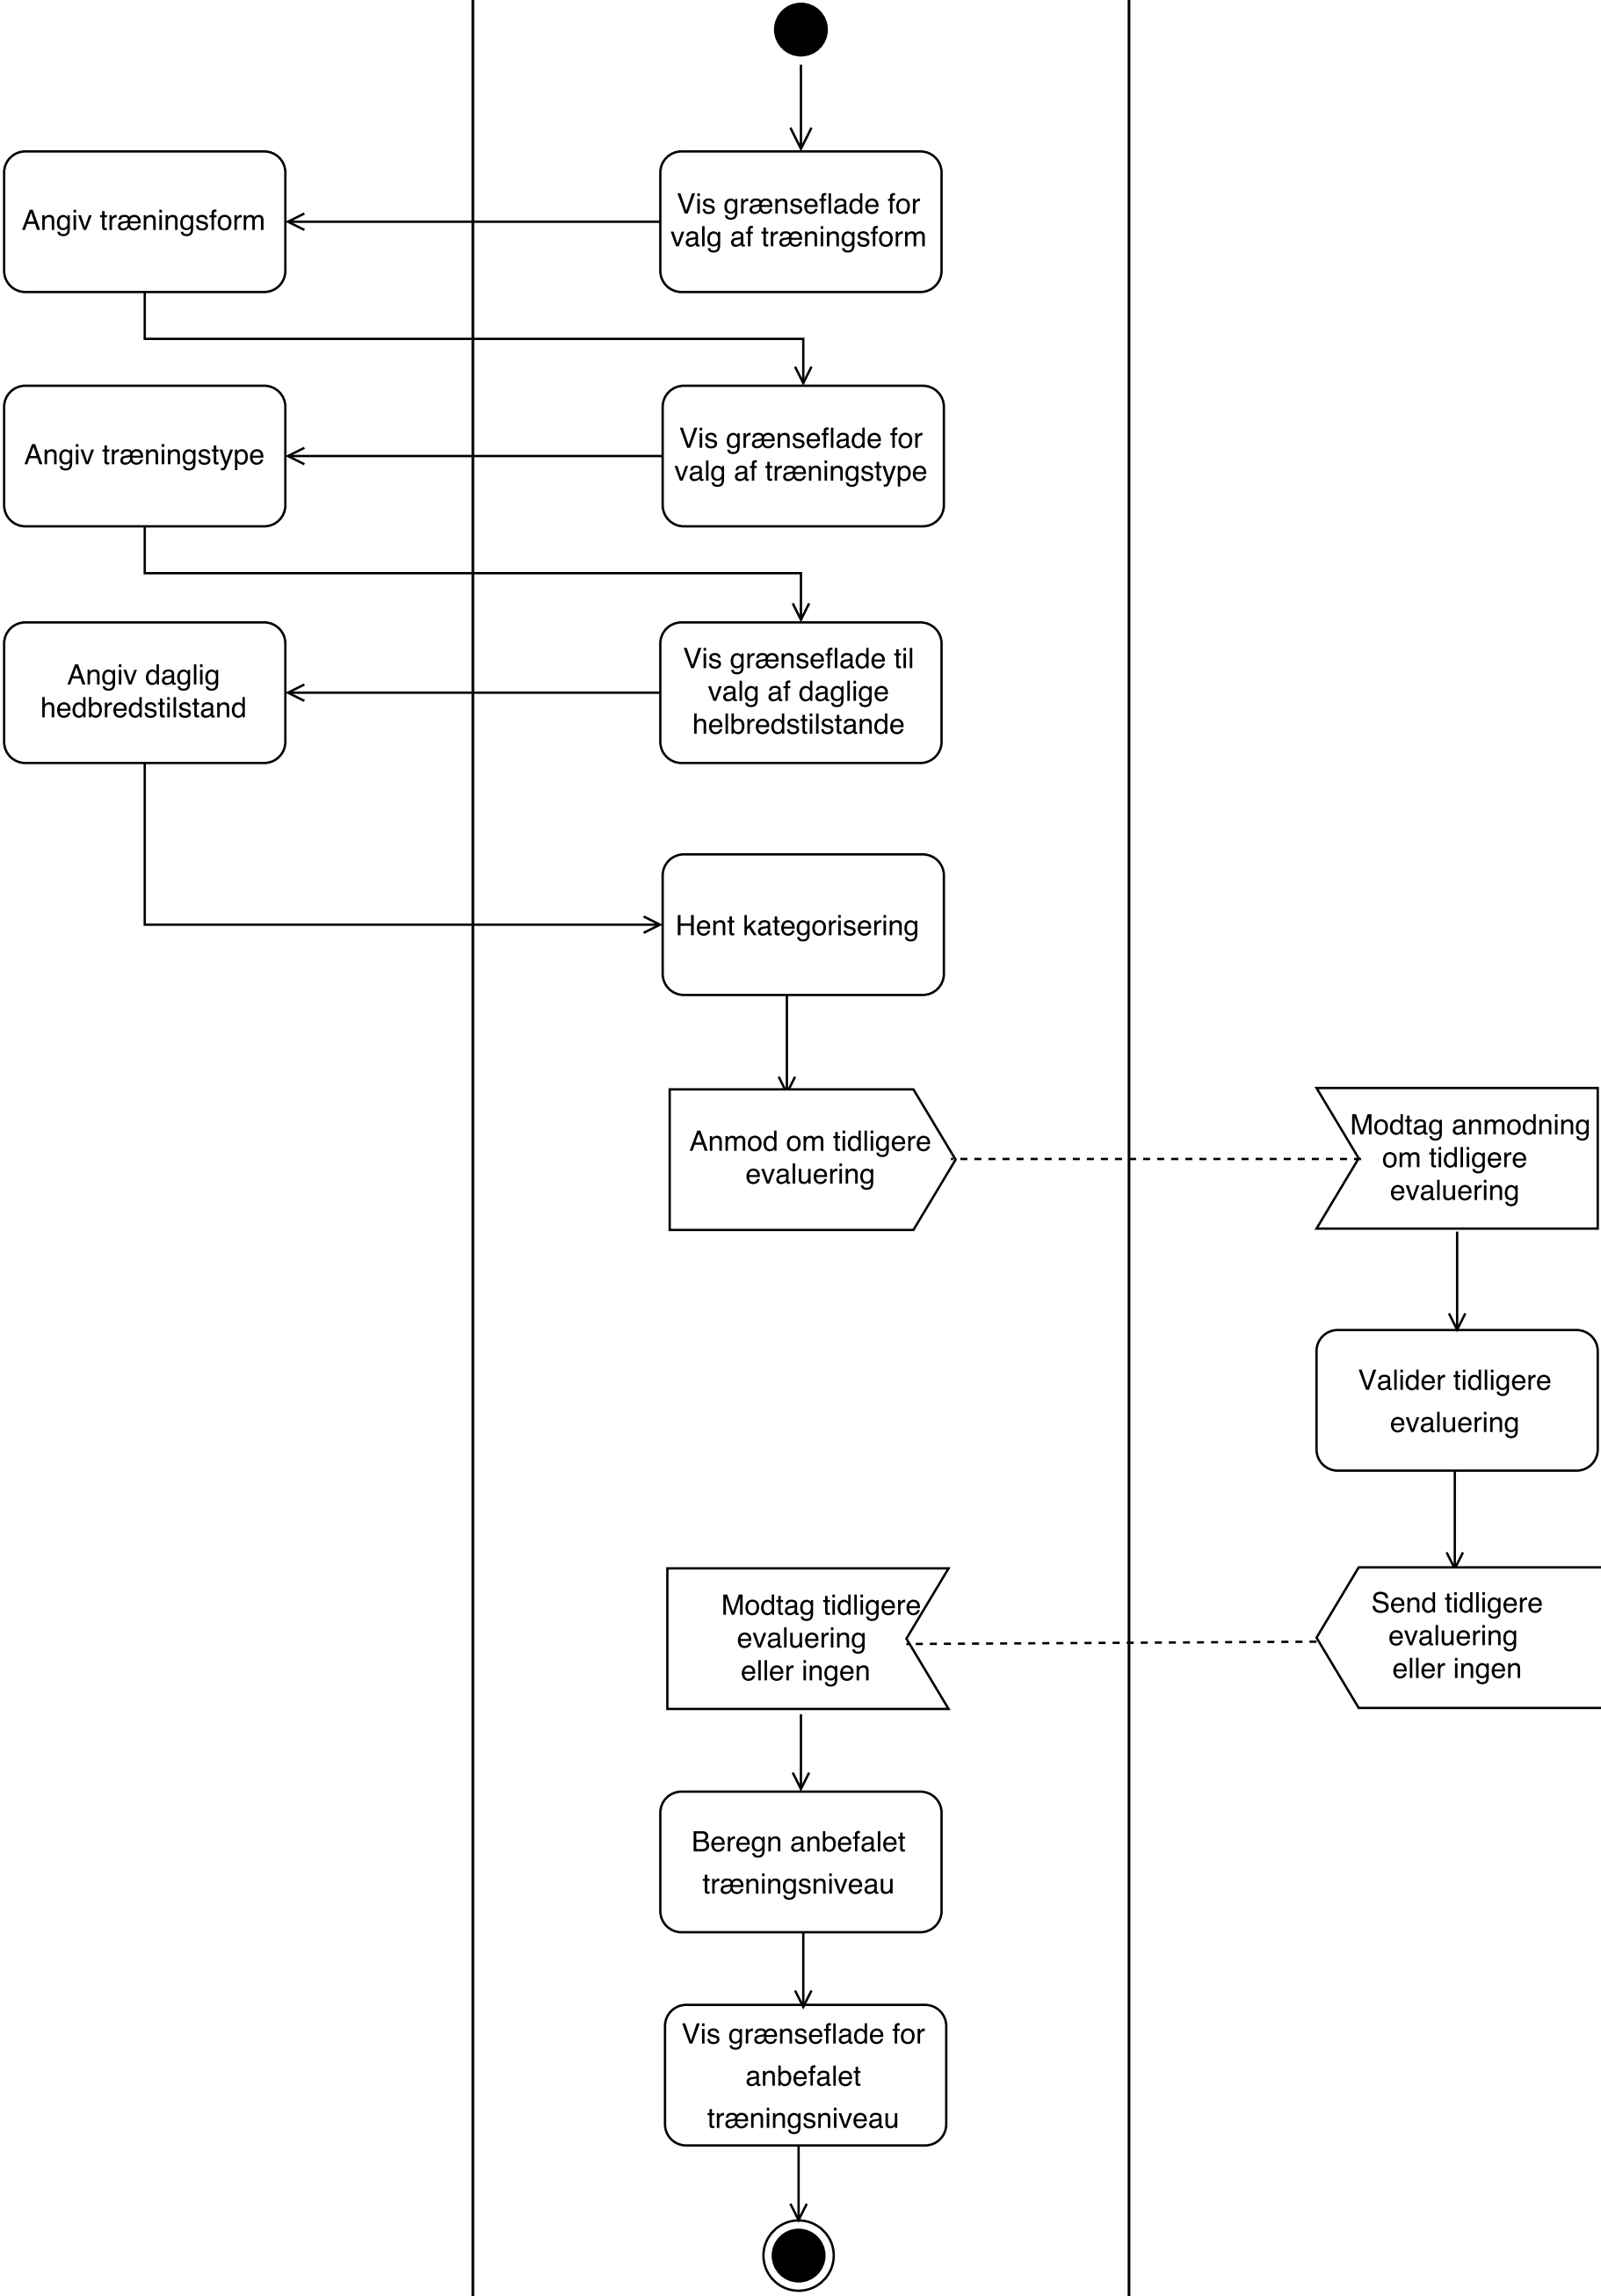 Angiv træningsform
Vis grænseflade for
valg af træningsform
Angiv træningstype
Vis grænseflade for
valg af træningstype
Angiv daglig
hedbredstilstand
Vis grænseflade til
valg af daglige
helbredstilstande
Hent kategorisering
Anmod om tidligere
evaluering
Modtag anmodning
om tidligere
evaluering
Valider tidligere
evaluering
Send tidligere
evaluering
eller ingen
Modtag tidligere
evaluering
eller ingen
Beregn anbefalet
træningsniveau
Vis grænseflade for
anbefalet
træningsniveau